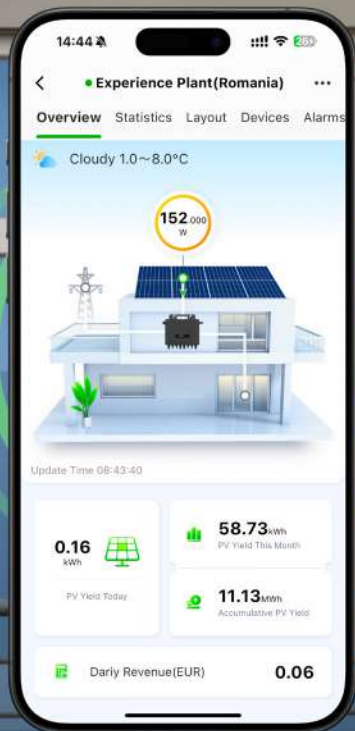 14:44
26
Experience Plant(Romania)
Overview Statistics Layout Devices Alarms
Cloudy 1.0~8.0°C
152.000
W
Update Time 08:43:40
0.16
kWh
PV Yield Today
58.73kWh
PV Yield This Month
11.13MWh
Accumulative PV Yield
Darly Revenue(EUR) 0.06